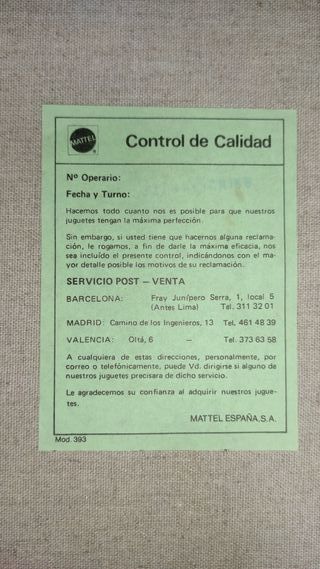 MATTEL
®
Control de Calidad
Nº Operario:
Fecha y Turno:
Hacemos todo cuanto nos es posible para que nuestros
juguetes tengan la máxima perfección.
Sin embargo, si usted tiene que hacernos alguna reclama-
ción, le rogamos, a fin de darle la máxima eficacia, nos
sea incluído el presente control, indicándonos con el ma-
yor detalle posible los motivos de su reclamación.
SERVICIO POST – VENTA
BARCELONA: Fray Junípero Serra, 1, local 5
(Antes Lima) Tel. 311 32 01
MADRID: Camino de los Ingenieros, 13 Tel. 461 48 39
VALENCIA: Oltá, 6 – Tel. 373 63 58
A cualquiera de estas direcciones, personalmente, por
correo o telefónicamente, puede Vd. dirigirse si alguno de
nuestros juguetes precisara de dicho servicio.
Le agradecemos su confianza al adquirir nuestros jugue-
tes.
MATTEL ESPAÑA,S.A.
Mod. 393